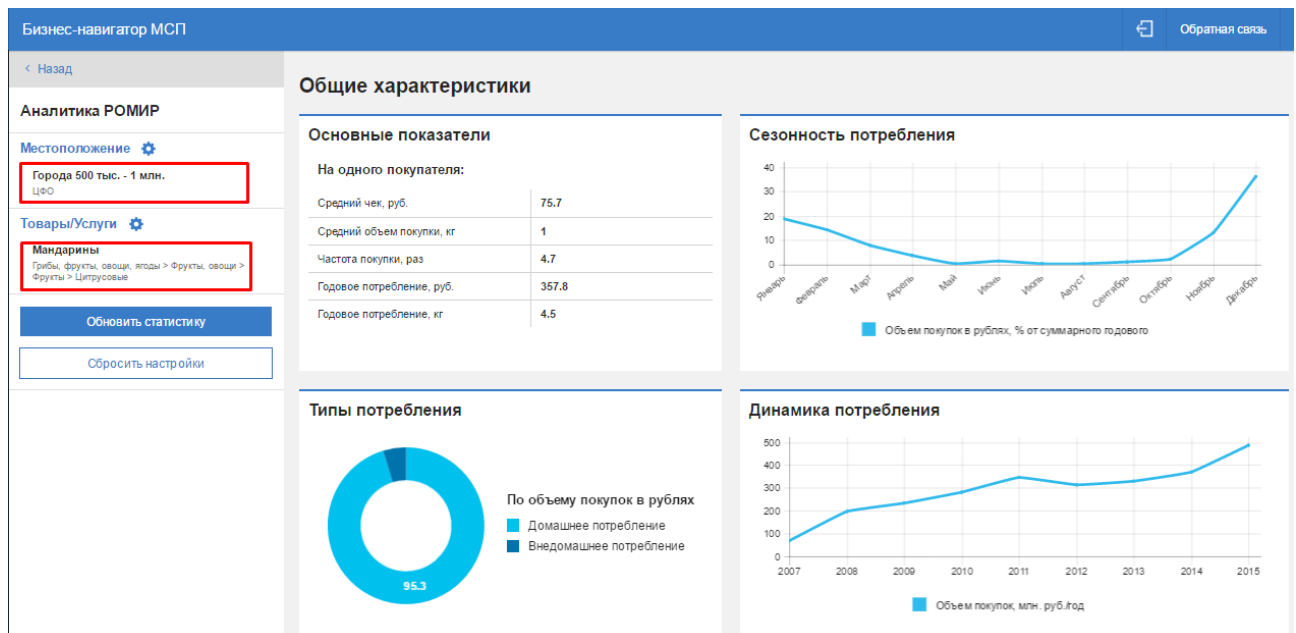 Бизнес-навигатор МСП
Обратная связь
< Назад
Аналитика РОМИР
Местоположение
Города 500 тыс. - 1 млн.
ЦФО
Товары/Услуги
Мандарины
Грибы, фрукты, овощи, ягоды > Фрукты, овощи >
Фрукты > Цитрусовые
Обновить статистику
Сбросить настройки
Общие характеристики
Основные показатели
На одного покупателя:
Средний чек, руб. 75.7
Средний объем покупки, кг 1
Частота покупки, раз 4.7
Годовое потребление, руб. 357.8
Годовое потребление, кг 4.5
Сезонность потребления
40
30
20
10
0
Январь Февраль Март Апрель Май Июнь Июль Август Сентябрь Октябрь Ноябрь Декабрь
Объем покупок в рублях, % от суммарного годового
Типы потребления
По объему покупок в рублях
Домашнее потребление
Внедомашнее потребление
95.3
Динамика потребления
500
400
300
200
100
0
2007 2008 2009 2010 2011 2012 2013 2014 2015
Объем покупок, млн. руб./год